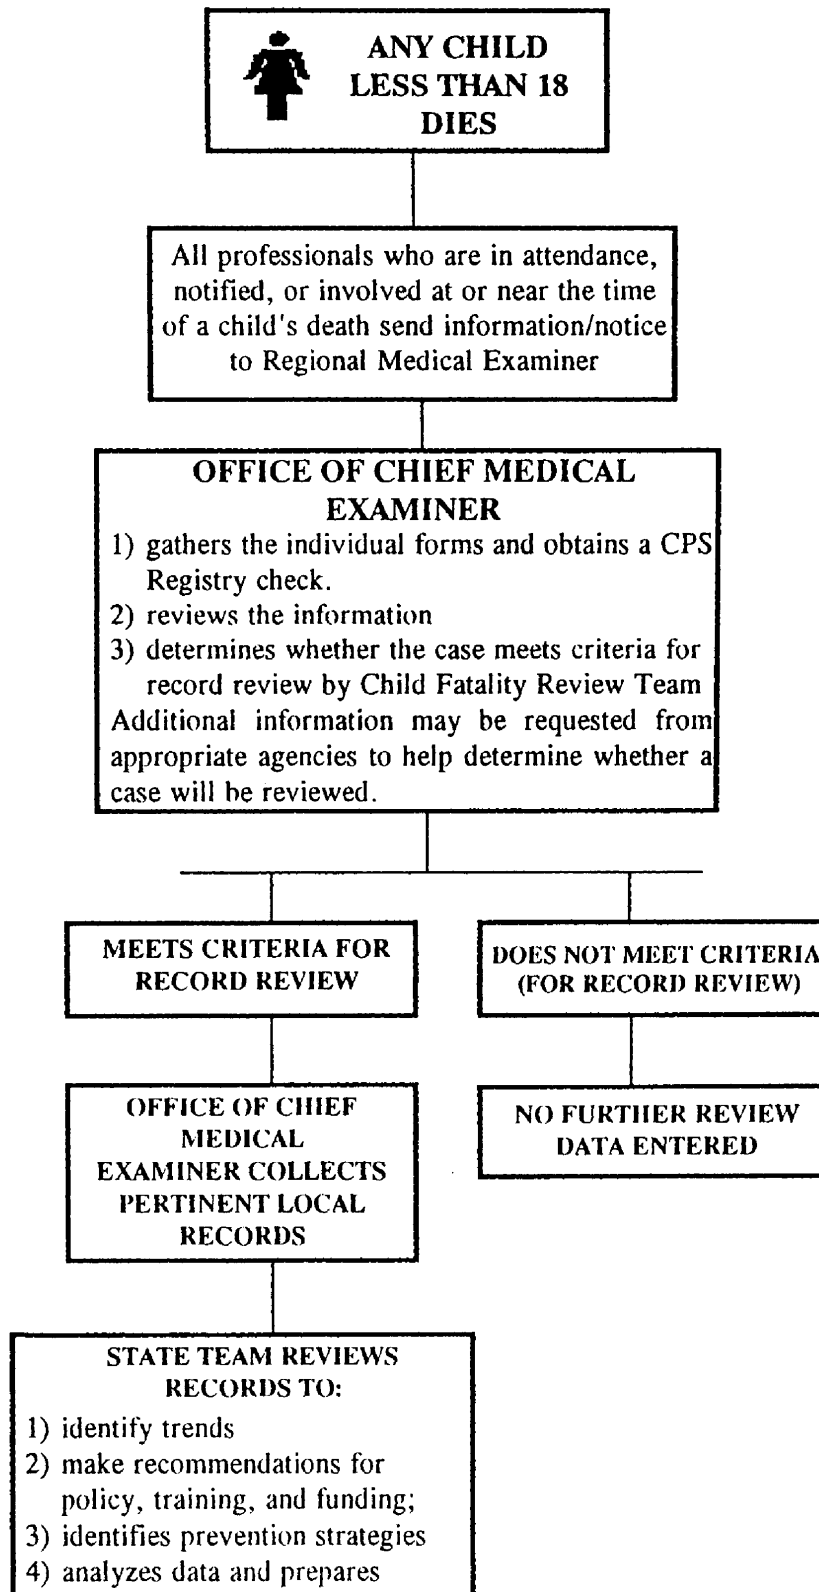 ANY CHILD
LESS THAN 18
DIES
All professionals who are in attendance,
notified, or involved at or near the time
of a child's death send information/notice
to Regional Medical Examiner
OFFICE OF CHIEF MEDICAL
EXAMINER
1) gathers the individual forms and obtains a CPS
Registry check.
2) reviews the information
3) determines whether the case meets criteria for
record review by Child Fatality Review Team
Additional information may be requested from
appropriate agencies to help determine whether a
case will be reviewed.
MEETS CRITERIA FOR
RECORD REVIEW
OFFICE OF CHIEF
MEDICAL
EXAMINER COLLECTS
PERTINENT LOCAL
RECORDS
STATE TEAM REVIEWS
RECORDS TO:
1) identify trends
2) make recommendations for
policy, training, and funding;
3) identifies prevention strategies
4) analyzes data and prepares
DOES NOT MEET CRITERIA
(FOR RECORD REVIEW)
NO FURTHER REVIEW
DATA ENTERED